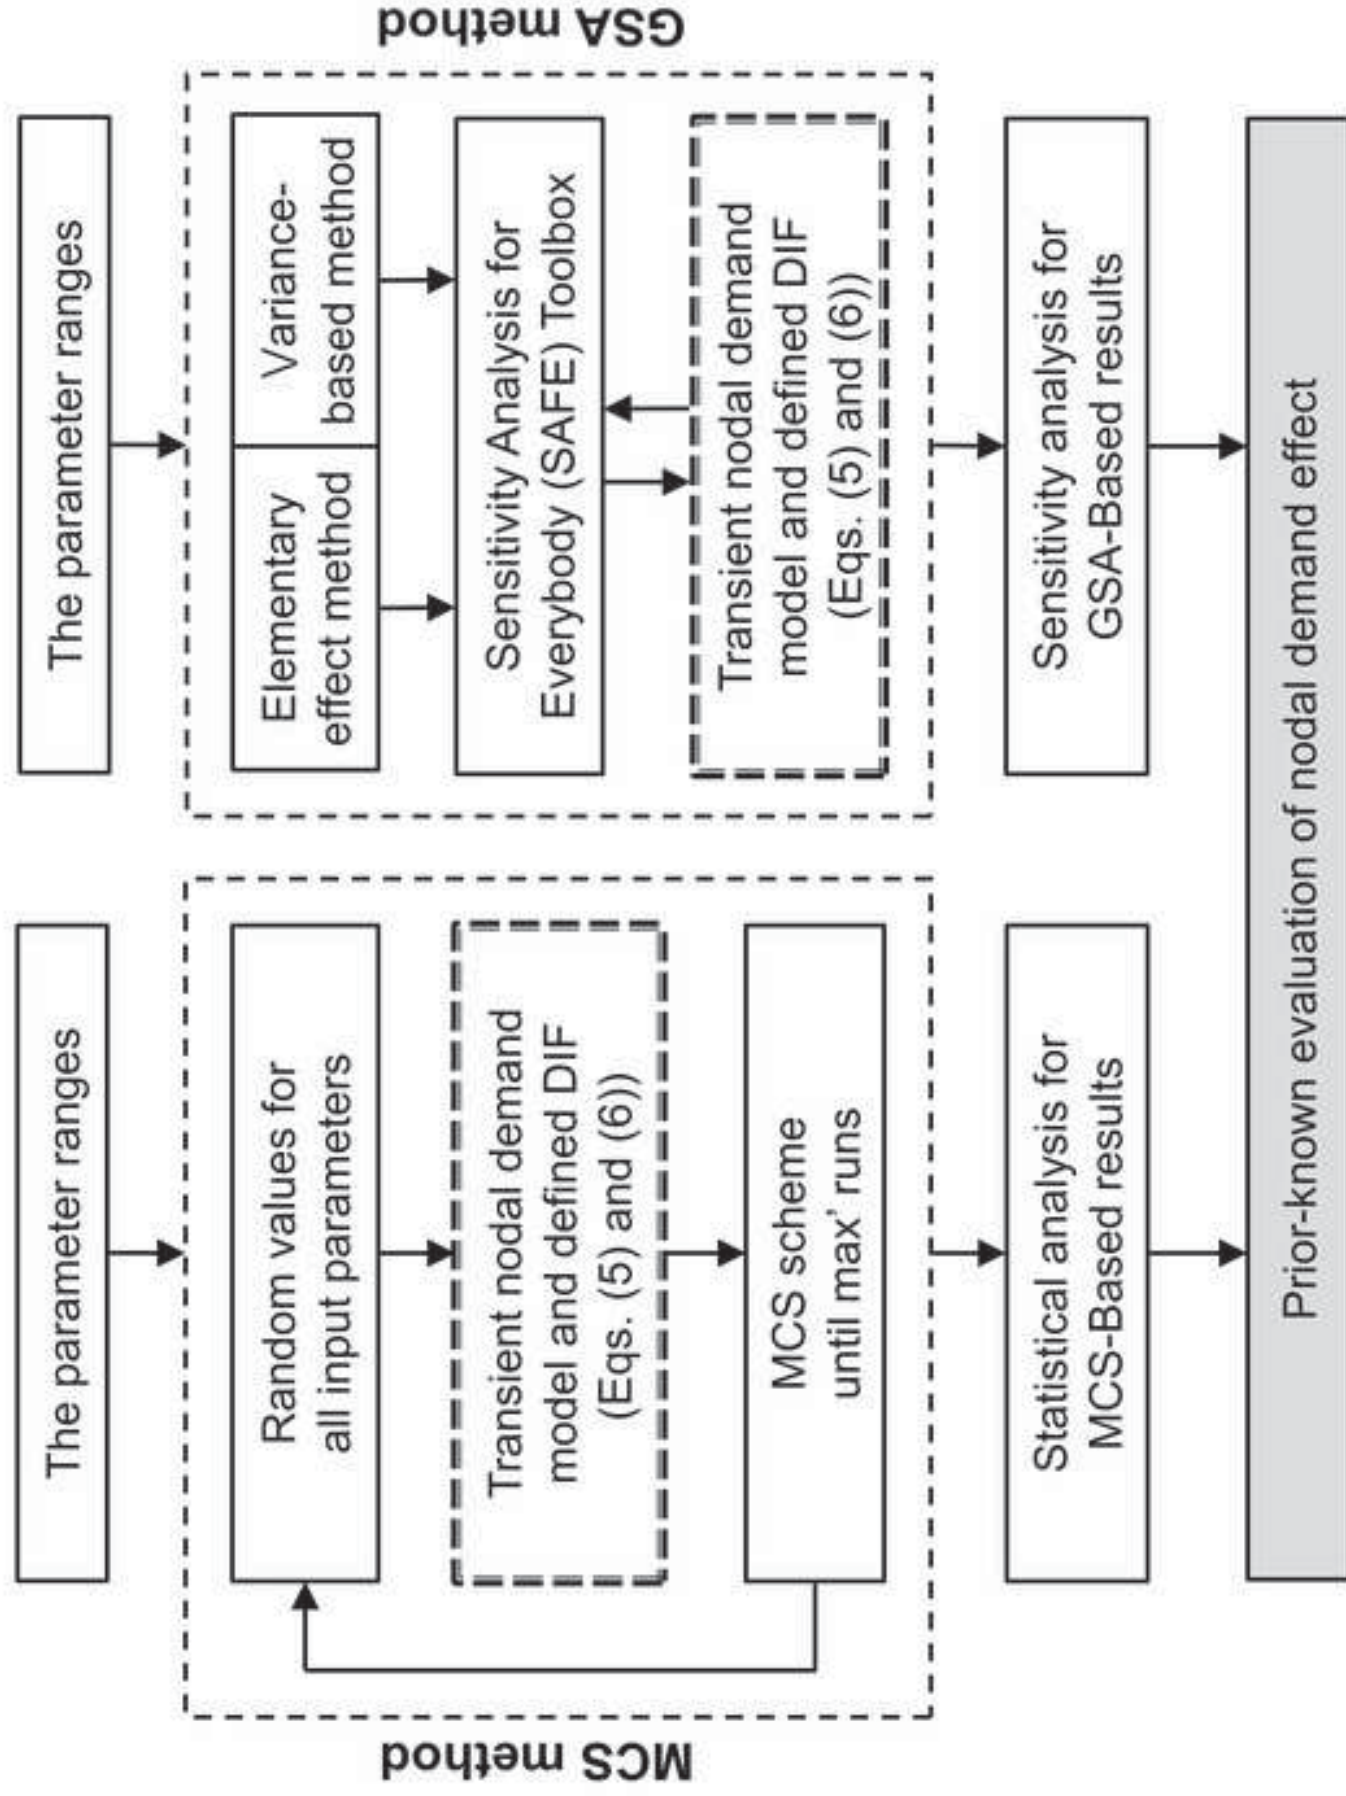 MCS method
The parameter ranges
Random values for
all input parameters
Transient nodal demand
model and defined DIF
(Eqs. (5) and (6))
MCS scheme
until max' runs
Statistical analysis for
MCS-Based results
The parameter ranges
Elementary
effect method
Variance-
based method
Sensitivity Analysis for
Everybody (SAFE) Toolbox
Transient nodal demand
model and defined DIF
(Eqs. (5) and (6))
Sensitivity analysis for
GSA-Based results
GSA method
Prior-known evaluation of nodal demand effect